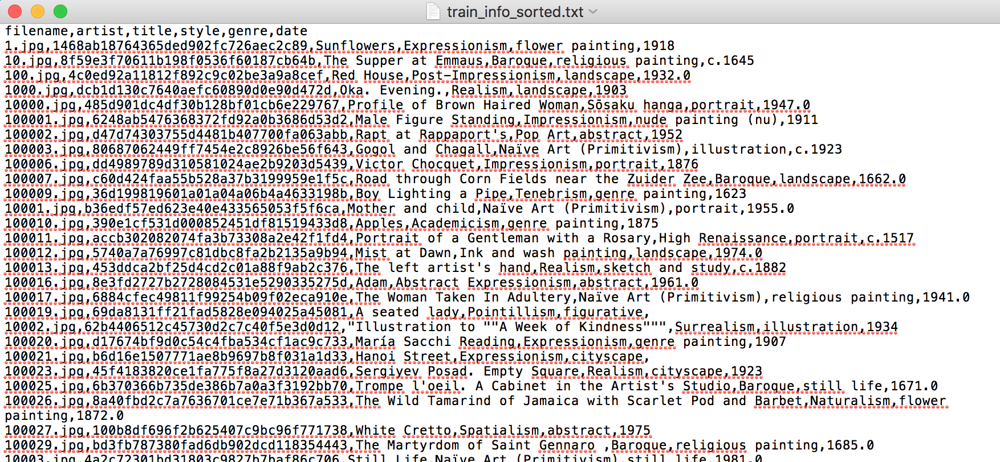 train_info_sorted.txt
filename,artist,title,style,genre,date
1.jpg,1468ab18764365ded902fc726aec2c89,Sunflowers,Expressionism,flower painting,1918
10.jpg,8f59e3f70611b198f0536f60187cb64b,The Supper at Emmaus,Baroque,religious painting,c.1645
100.jpg,4c0ed92a11812f892c9c02be3a9a8cef,Red House,Post-Impressionism,landscape,1932.0
1000.jpg,dcb1d130c7640aefc60890d0e90d472d,Oka. Evening.,Realism,landscape,1903
10000.jpg,485d901dc4df30b128bf01cb6e229767,Profile of Brown Haired Woman,Sōsaku hanga,portrait,1947.0
100001.jpg,6248ab5476368372fd92a0b3686d53d2,Male Figure Standing,Impressionism,nude painting (nu),1911
100002.jpg,d47d74303755d4481b407700fa063abb,Rapt at Rappaport's,Pop Art,abstract,1952
100003.jpg,80687062449ff7454e2c8926be56f643,Gogol and Chagall,Naïve Art (Primitivism),illustration,c.1923
100006.jpg,dd4989789d310581024ae2b9203d5439,Victor Chocquet,Impressionism,portrait,1876
100007.jpg,c60d424faa55b528a37b3199959e1f5c,Road through Corn Fields near the Zuider Zee,Baroque,landscape,1662.0
100009.jpg,36d199819601a01a04a06b4a4633198b,Boy Lighting a Pipe,Tenebrism,genre painting,1623
10001.jpg,b36edf57ed623e40e433565053f5f6ca,Mother and child,Naïve Art (Primitivism),portrait,1955.0
100010.jpg,390e1cf531d000852451df81519433d8,Apples,Academicism,genre painting,1875
100011.jpg,accb302082074fa3b73308a2e42f1fd4,Portrait of a Gentleman with a Rosary,High Renaissance,portrait,c.1517
100012.jpg,5740a7a76997c81dbc8fa2b2135a9b94,Mist at Dawn,Ink and wash painting,landscape,1974.0
100013.jpg,453ddca2bf25d4cd2c01a88f9ab2c376,The left artist's hand,Realism,sketch and study,c.1882
100016.jpg,8e3fd2727b2728084531e5290335275d,Adam,Abstract Expressionism,abstract,1961.0
100017.jpg,6884cfec49811f99254b09f02eca910e,The Woman Taken In Adultery,Naïve Art (Primitivism),religious painting,1941.0
100019.jpg,69da8131ff21fad5828e094025a45081,A seated lady,Pointillism,figurative,
10002.jpg,62b4406512c45730d2c7c40f5e3d0d12,"Illustration to ""A Week of Kindness""",Surrealism,illustration,1934
100020.jpg,d17674bf9d0c54c4fba534cf1ac9c733,María Sacchi Reading,Expressionism,genre painting,1907
100021.jpg,b6d16e1507771ae8b9697b8f031a1d33,Hanoi Street,Expressionism,cityscape,
100023.jpg,45f4183820ce1fa775f8a27d3120aad6,Sergiyev Posad. Empty Square,Realism,cityscape,1923
100025.jpg,6b370366b735de386b7a0a3f3192bb70,Trompe l'oeil. A Cabinet in the Artist's Studio,Baroque,still life,1671.0
100026.jpg,8a40fbd2c7a7636701ce7e71b367a533,The Wild Tamarind of Jamaica with Scarlet Pod and Barbet,Naturalism,flower
painting,1872.0
100027.jpg,100b8df696f2b625407c9bc96f771738,White Cretto,Spatialism,abstract,1975
100029.jpg,bd3fb787380fad6db902dcd118354443,The Martyrdom of Saint Gennaro ,Baroque,religious painting,1685.0
10003.jpg,4a2c72301bd31803c9827b7baf86c706,Still Life,Naïve Art (Primitivism),still life,1981.0